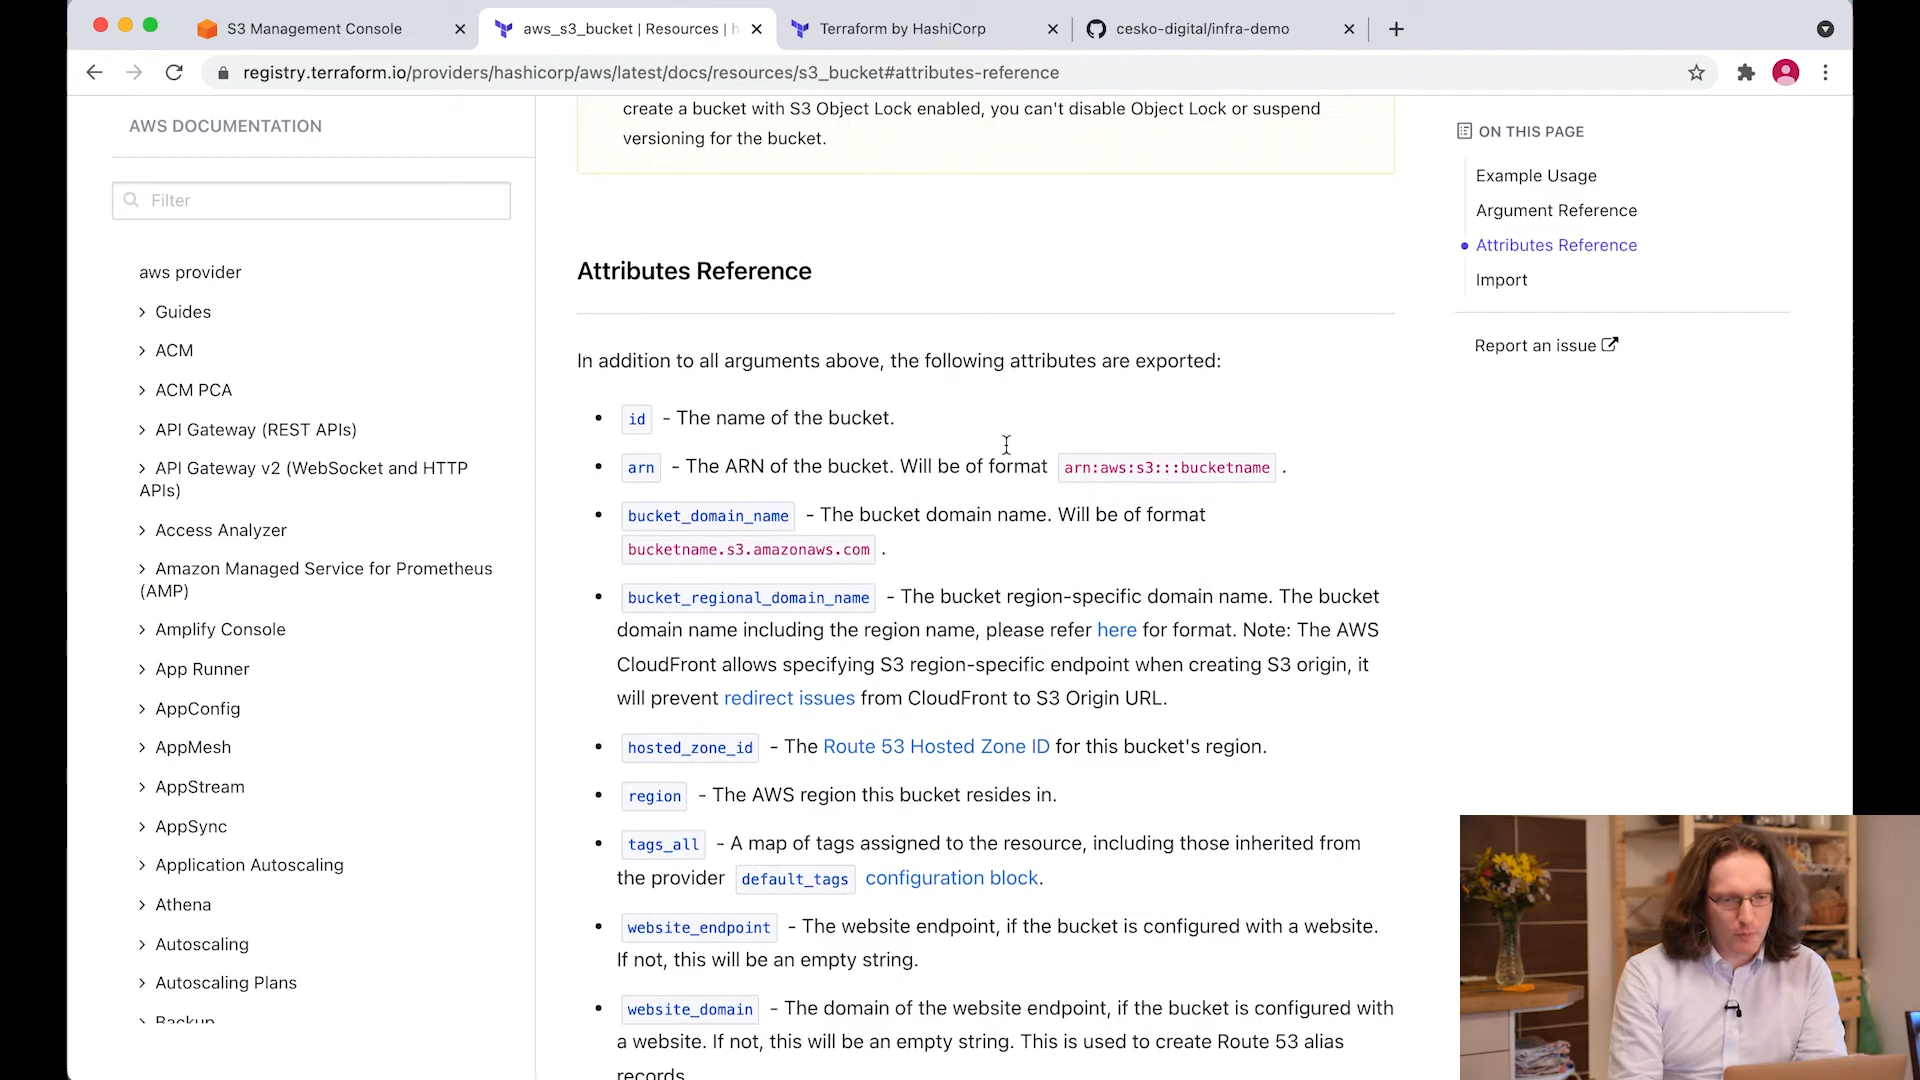 S3 Management Console
aws_s3_bucket | Resources | h
Terraform by HashiCorp
cesko-digital/infra-demo
registry.terraform.io/providers/hashicorp/aws/latest/docs/resources/s3_bucket#attributes-reference
AWS DOCUMENTATION
Filter
aws provider
Guides
ACM
ACM PCA
API Gateway (REST APIs)
API Gateway v2 (WebSocket and HTTP
APIs)
Access Analyzer
Amazon Managed Service for Prometheus
(AMP)
Amplify Console
App Runner
AppConfig
AppMesh
AppStream
AppSync
Application Autoscaling
Athena
Autoscaling
Autoscaling Plans
Backup
create a bucket with S3 Object Lock enabled, you can't disable Object Lock or suspend
versioning for the bucket.
Attributes Reference
In addition to all arguments above, the following attributes are exported:
• id - The name of the bucket.
• arn - The ARN of the bucket. Will be of format arn:aws:s3:::bucketname .
• bucket_domain_name - The bucket domain name. Will be of format
bucketname.s3.amazonaws.com .
• bucket_regional_domain_name - The bucket region-specific domain name. The bucket
domain name including the region name, please refer here for format. Note: The AWS
CloudFront allows specifying S3 region-specific endpoint when creating S3 origin, it
will prevent redirect issues from CloudFront to S3 Origin URL.
• hosted_zone_id - The Route 53 Hosted Zone ID for this bucket's region.
• region - The AWS region this bucket resides in.
• tags_all - A map of tags assigned to the resource, including those inherited from
the provider default_tags configuration block.
• website_endpoint - The website endpoint, if the bucket is configured with a website.
If not, this will be an empty string.
• website_domain - The domain of the website endpoint, if the bucket is configured with
a website. If not, this will be an empty string. This is used to create Route 53 alias
records.
ON THIS PAGE
Example Usage
Argument Reference
Attributes Reference
Import
Report an issue